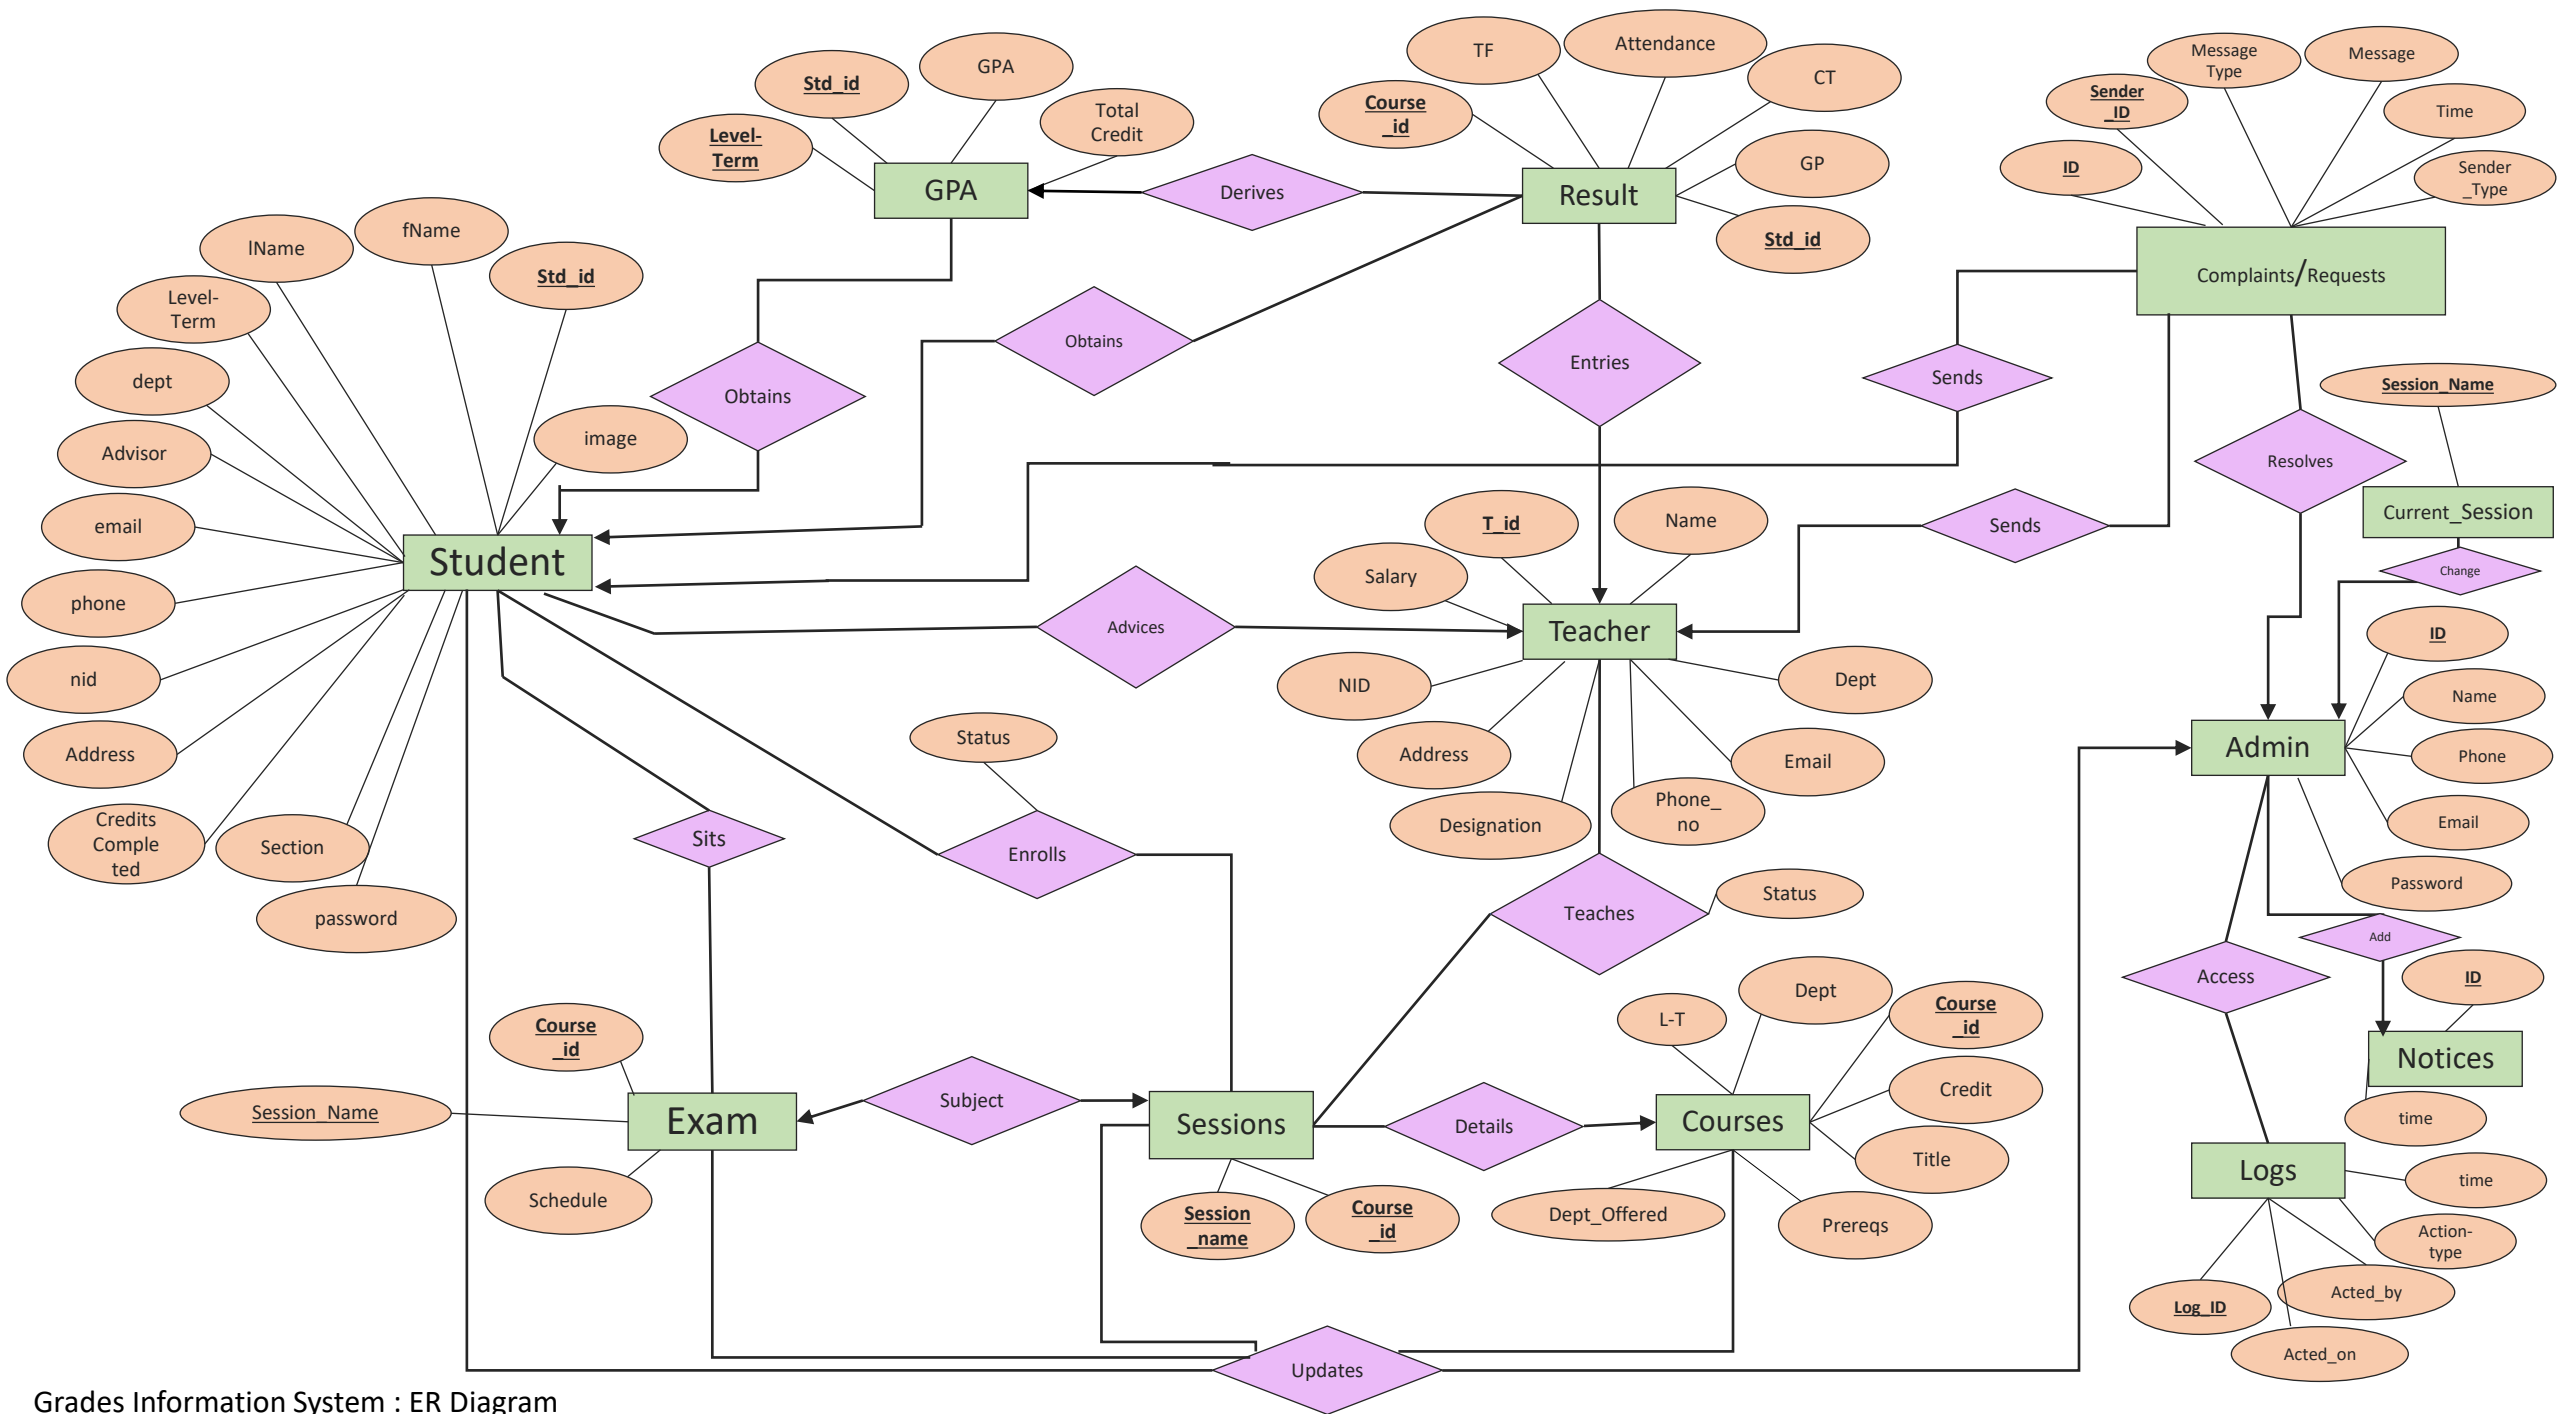 TF
Attendance
Message
Type
Message
GPA
Std_id
CT
Sender
_ID
Time
Course
_id
Total
Credit
Level-
Term
GP
ID
Sender
_Type
GPA
Derives
Result
Std_id
fName
lName
Std_id
Complaints/Requests
Level-
Term
Obtains
Entries
Sends
dept
Session_Name
Obtains
image
Advisor
Resolves
email
T_id
Name
Sends
Current_Session
Student
Salary
Change
phone
Advices
Teacher
ID
nid
NID
Dept
Name
Status
Address
Address
Email
Admin
Phone
Credits
Comple
ted
Section
Sits
Enrolls
Designation
Phone_
no
Email
password
Teaches
Status
Password
Add
Access
ID
Course
_id
L-T
Dept
Course
_id
Notices
Session_Name
Exam
Subject
Sessions
Details
Courses
Credit
time
Title
Logs
time
Schedule
Session
_name
Course
_id
Dept_Offered
Prereqs
Action-
type
Log_ID
Acted_by
Acted_on
Updates
Grades Information System : ER Diagram